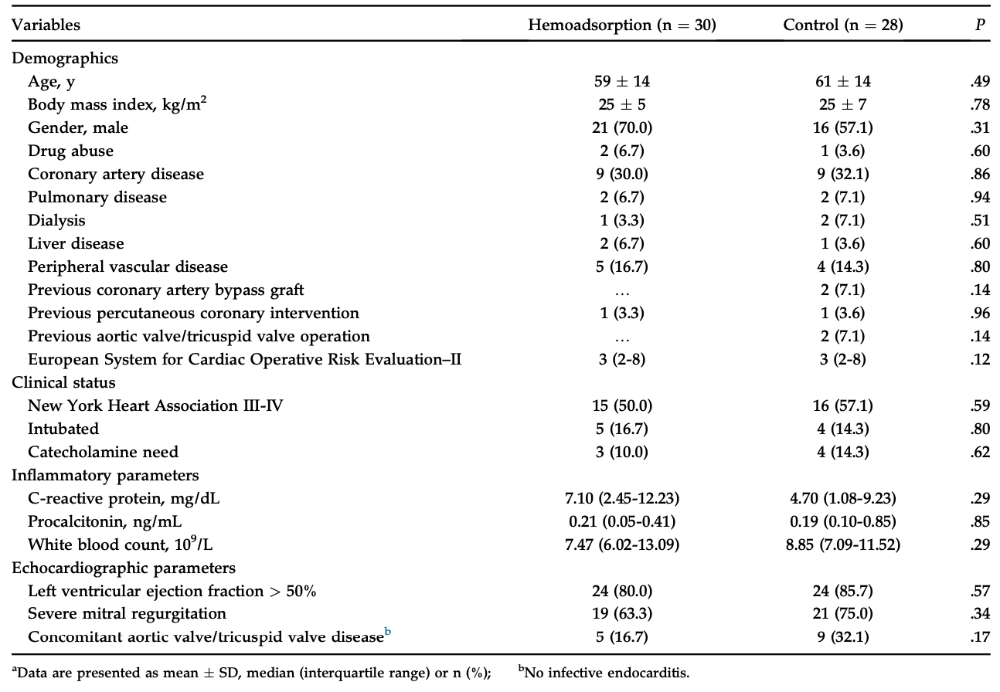 Variables Hemoadsorption (n = 30) Control (n = 28) P
Demographics
Age, y 59 ± 14 61 ± 14 .49
Body mass index, kg/m² 25 ± 5 25 ± 7 .78
Gender, male 21 (70.0) 16 (57.1) .31
Drug abuse 2 (6.7) 1 (3.6) .60
Coronary artery disease 9 (30.0) 9 (32.1) .86
Pulmonary disease 2 (6.7) 2 (7.1) .94
Dialysis 1 (3.3) 2 (7.1) .51
Liver disease 2 (6.7) 1 (3.6) .60
Peripheral vascular disease 5 (16.7) 4 (14.3) .80
Previous coronary artery bypass graft … 2 (7.1) .14
Previous percutaneous coronary intervention 1 (3.3) 1 (3.6) .96
Previous aortic valve/tricuspid valve operation … 2 (7.1) .14
European System for Cardiac Operative Risk Evaluation–II 3 (2-8) 3 (2-8) .12
Clinical status
New York Heart Association III-IV 15 (50.0) 16 (57.1) .59
Intubated 5 (16.7) 4 (14.3) .80
Catecholamine need 3 (10.0) 4 (14.3) .62
Inflammatory parameters
C-reactive protein, mg/dL 7.10 (2.45-12.23) 4.70 (1.08-9.23) .29
Procalcitonin, ng/mL 0.21 (0.05-0.41) 0.19 (0.10-0.85) .85
White blood count, 10⁹/L 7.47 (6.02-13.09) 8.85 (7.09-11.52) .29
Echocardiographic parameters
Left ventricular ejection fraction > 50% 24 (80.0) 24 (85.7) .57
Severe mitral regurgitation 19 (63.3) 21 (75.0) .34
Concomitant aortic valve/tricuspid valve diseaseᵇ 5 (16.7) 9 (32.1) .17
ᵃData are presented as mean ± SD, median (interquartile range) or n (%); ᵇNo infective endocarditis.